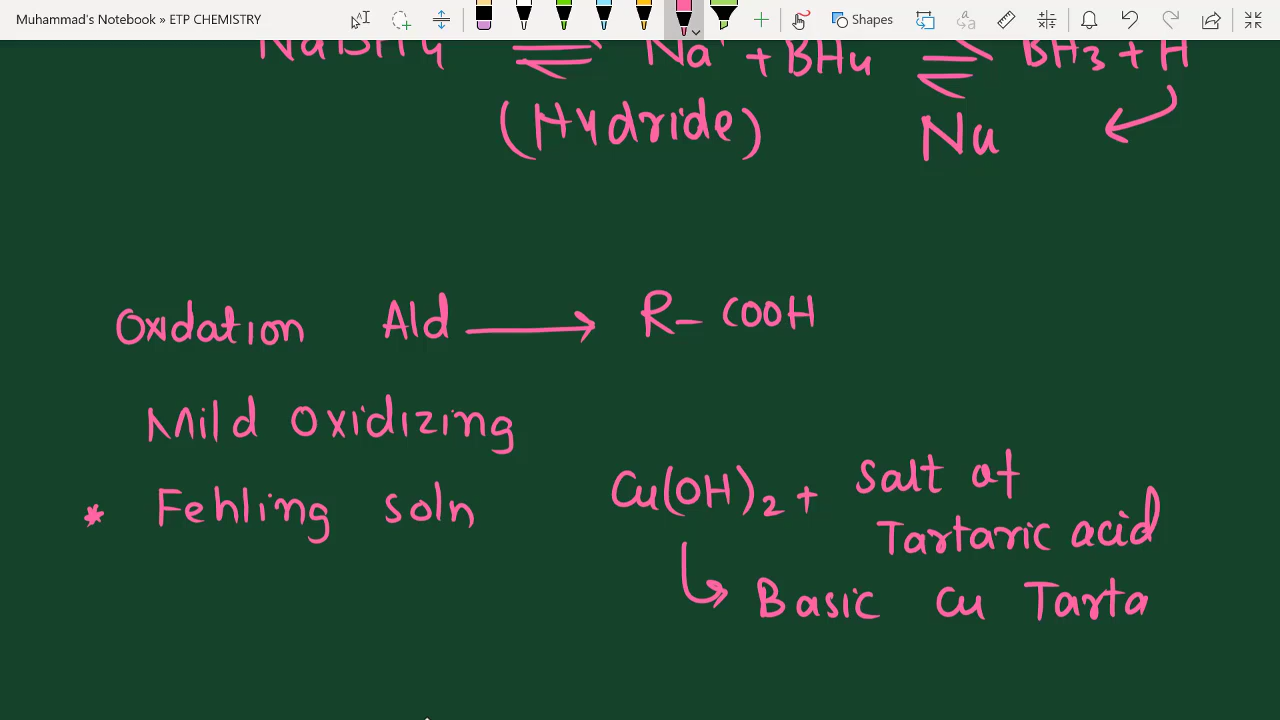 Muhammad's Notebook » ETP CHEMISTRY
Shapes
NaBH4 ⇌ Na+ + BH4 ⇌ BH3 + H
(Hydride) Nu
Oxidation Ald → R- COOH
Mild Oxidizing
* Fehling soln Cu(OH)2 + Salt of
Tartaric acid
↳ Basic Cu Tarta